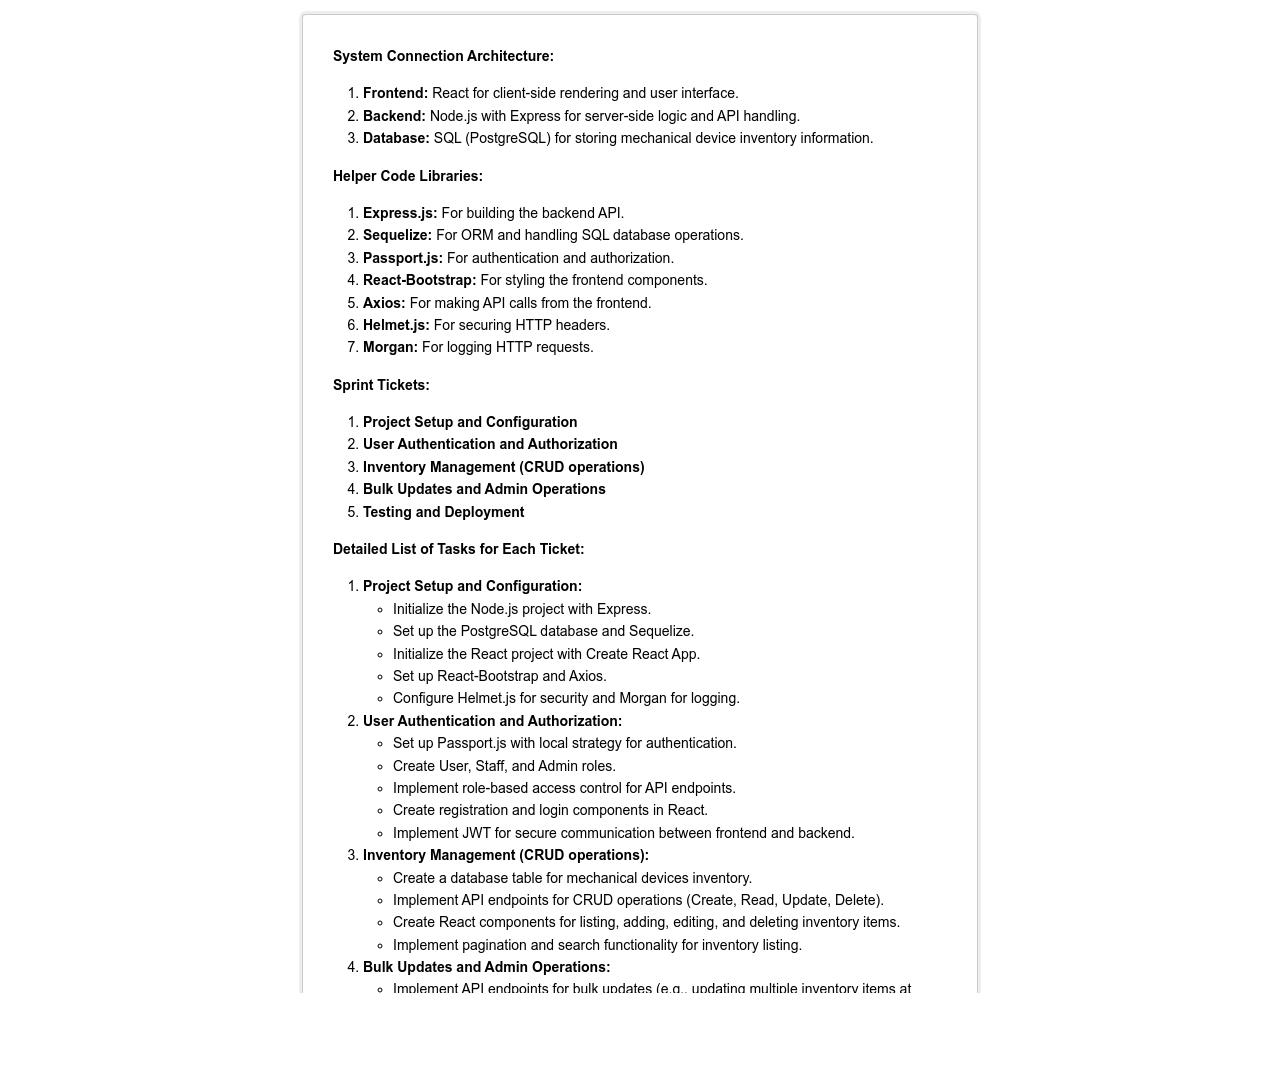 System Connection Architecture:
1. Frontend: React for client-side rendering and user interface.
2. Backend: Node.js with Express for server-side logic and API handling.
3. Database: SQL (PostgreSQL) for storing mechanical device inventory information.
Helper Code Libraries:
1. Express.js: For building the backend API.
2. Sequelize: For ORM and handling SQL database operations.
3. Passport.js: For authentication and authorization.
4. React-Bootstrap: For styling the frontend components.
5. Axios: For making API calls from the frontend.
6. Helmet.js: For securing HTTP headers.
7. Morgan: For logging HTTP requests.
Sprint Tickets:
1. Project Setup and Configuration
2. User Authentication and Authorization
3. Inventory Management (CRUD operations)
4. Bulk Updates and Admin Operations
5. Testing and Deployment
Detailed List of Tasks for Each Ticket:
1. Project Setup and Configuration:
◦ Initialize the Node.js project with Express.
◦ Set up the PostgreSQL database and Sequelize.
◦ Initialize the React project with Create React App.
◦ Set up React-Bootstrap and Axios.
◦ Configure Helmet.js for security and Morgan for logging.
2. User Authentication and Authorization:
◦ Set up Passport.js with local strategy for authentication.
◦ Create User, Staff, and Admin roles.
◦ Implement role-based access control for API endpoints.
◦ Create registration and login components in React.
◦ Implement JWT for secure communication between frontend and backend.
3. Inventory Management (CRUD operations):
◦ Create a database table for mechanical devices inventory.
◦ Implement API endpoints for CRUD operations (Create, Read, Update, Delete).
◦ Create React components for listing, adding, editing, and deleting inventory items.
◦ Implement pagination and search functionality for inventory listing.
4. Bulk Updates and Admin Operations:
◦ Implement API endpoints for bulk updates (e.g., updating multiple inventory items at